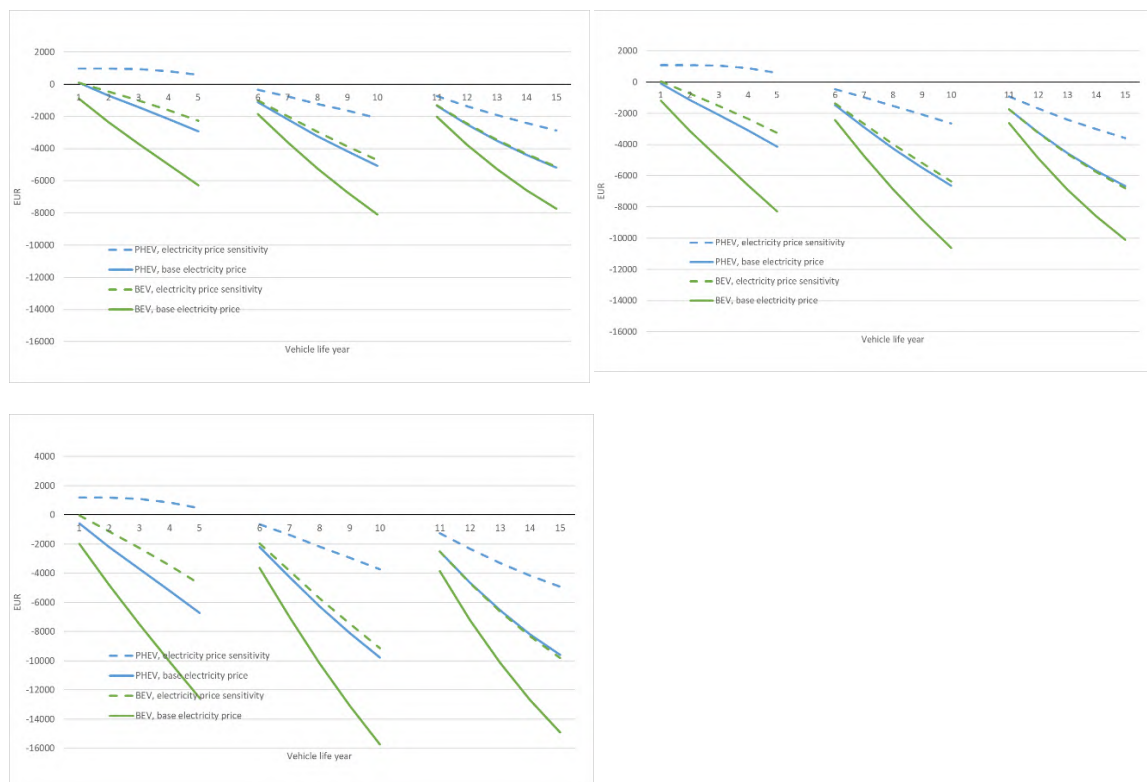 2000
0
1 2 3 4 5 6 7 8 9 10 11 12 13 14 15
-2000
-4000
-6000
-8000
-10000
-12000
-14000
-16000
EUR
PHEV, electricity price sensitivity
PHEV, base electricity price
BEV, electricity price sensitivity
BEV, base electricity price
Vehicle life year
2000
0
1 2 3 4 5 6 7 8 9 10 11 12 13 14 15
-2000
-4000
-6000
-8000
-10000
-12000
-14000
-16000
EUR
PHEV, electricity price sensitivity
PHEV, base electricity price
BEV, electricity price sensitivity
BEV, base electricity price
Vehicle life year
4000
2000
0
1 2 3 4 5 6 7 8 9 10 11 12 13 14 15
-2000
-4000
-6000
-8000
-10000
-12000
-14000
-16000
EUR
PHEV, electricity price sensitivity
PHEV, base electricity price
BEV, electricity price sensitivity
BEV, base electricity price
Vehicle life year